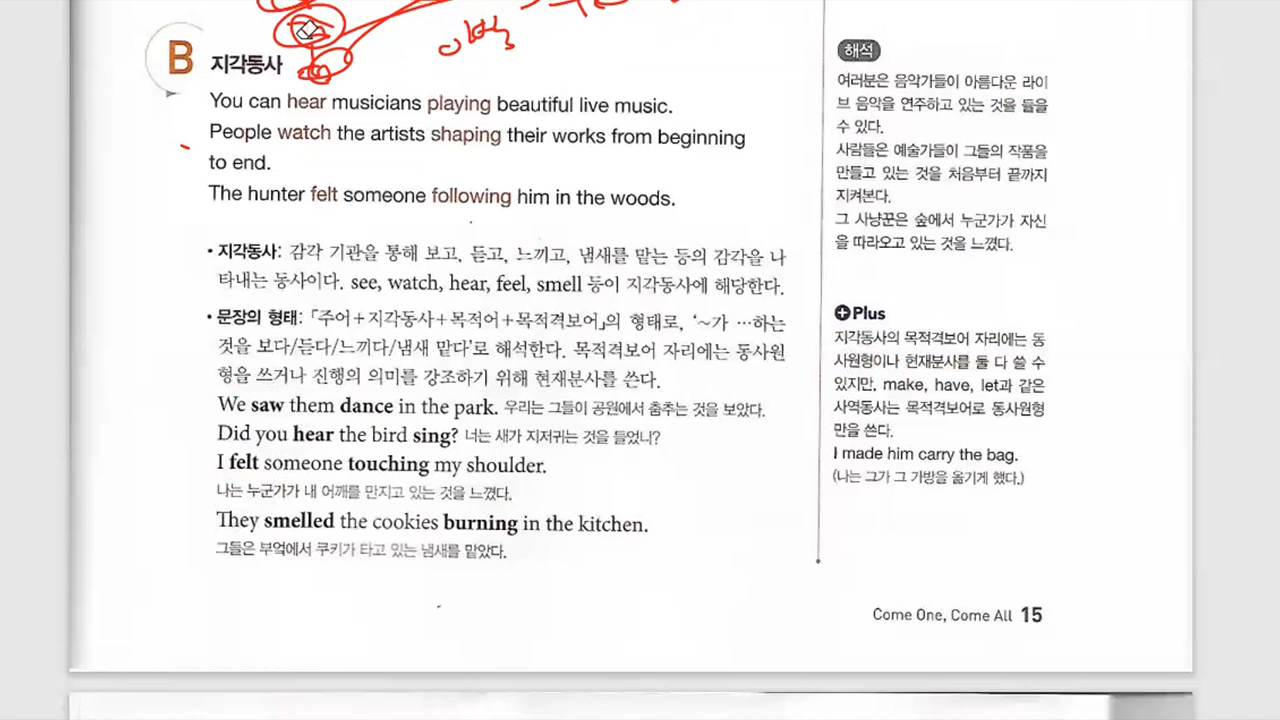 B 지각동사
You can hear musicians playing beautiful live music.
People watch the artists shaping their works from beginning
to end.
The hunter felt someone following him in the woods.
• 지각동사: 감각 기관을 통해 보고, 듣고, 느끼고, 냄새를 맡는 등의 감각을 나
타내는 동사이다. see, watch, hear, feel, smell 등이 지각동사에 해당한다.
• 문장의 형태: 「주어+지각동사+목적어+목적격보어」의 형태로, ‘~가 …하는
것을 보다/듣다/느끼다/냄새 맡다’로 해석한다. 목적격보어 자리에는 동사원
형을 쓰거나 진행의 의미를 강조하기 위해 현재분사를 쓴다.
We saw them dance in the park. 우리는 그들이 공원에서 춤추는 것을 보았다.
Did you hear the bird sing? 너는 새가 지저귀는 것을 들었니?
I felt someone touching my shoulder.
나는 누군가가 내 어깨를 만지고 있는 것을 느꼈다.
They smelled the cookies burning in the kitchen.
그들은 부엌에서 쿠키가 타고 있는 냄새를 맡았다.
해석
여러분은 음악가들이 아름다운 라이
브 음악을 연주하고 있는 것을 들을
수 있다.
사람들은 예술가들이 그들의 작품을
만들고 있는 것을 처음부터 끝까지
지켜본다.
그 사냥꾼은 숲에서 누군가가 자신
을 따라오고 있는 것을 느꼈다.
+Plus
지각동사의 목적격보어 자리에는 동
사원형이나 현재분사를 둘 다 쓸 수
있지만, make, have, let과 같은
사역동사는 목적격보어로 동사원형
만을 쓴다.
I made him carry the bag.
(나는 그가 그 가방을 옮기게 했다.)
Come One, Come All 15